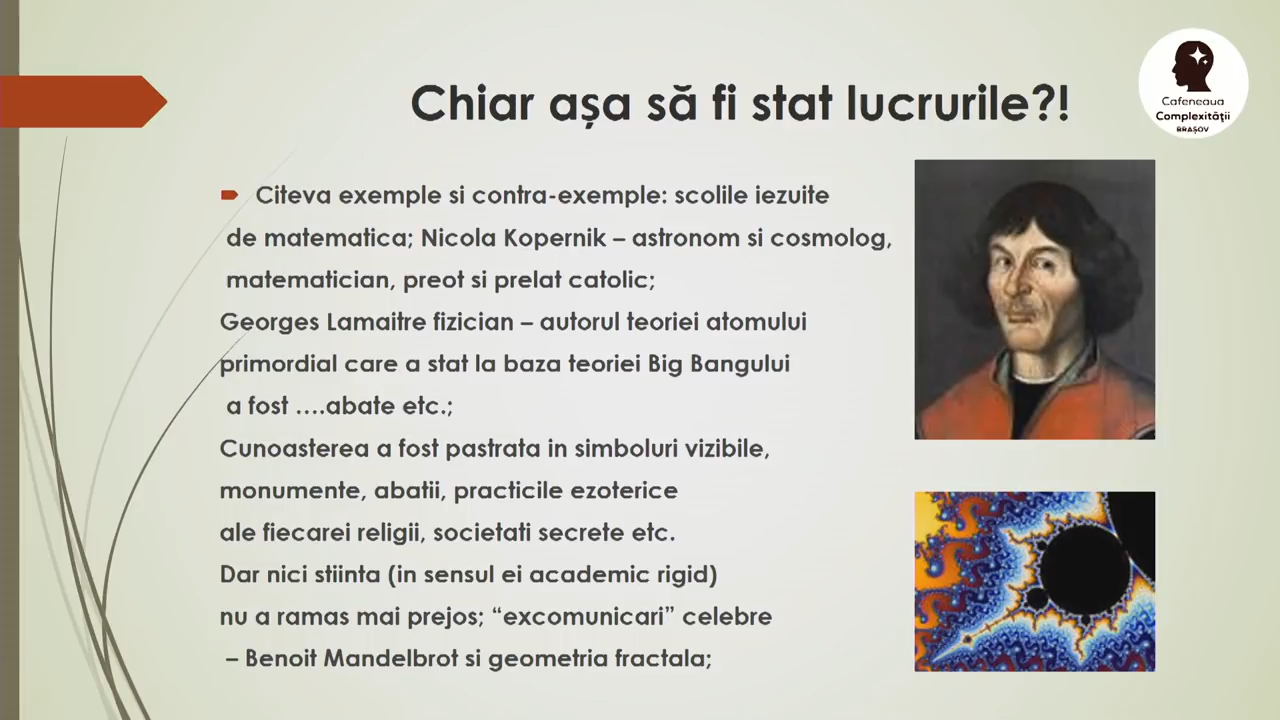 Chiar așa să fi stat lucrurile?!
Cafeneaua
Complexității
BRAȘOV
Citeva exemple si contra-exemple: scolile iezuite
de matematica; Nicola Kopernik – astronom si cosmolog,
matematician, preot si prelat catolic;
Georges Lamaitre fizician – autorul teoriei atomului
primordial care a stat la baza teoriei Big Bangului
a fost ….abate etc.;
Cunoasterea a fost pastrata in simboluri vizibile,
monumente, abatii, practicile ezoterice
ale fiecarei religii, societati secrete etc.
Dar nici stiinta (in sensul ei academic rigid)
nu a ramas mai prejos; “excomunicari” celebre
– Benoit Mandelbrot si geometria fractala;